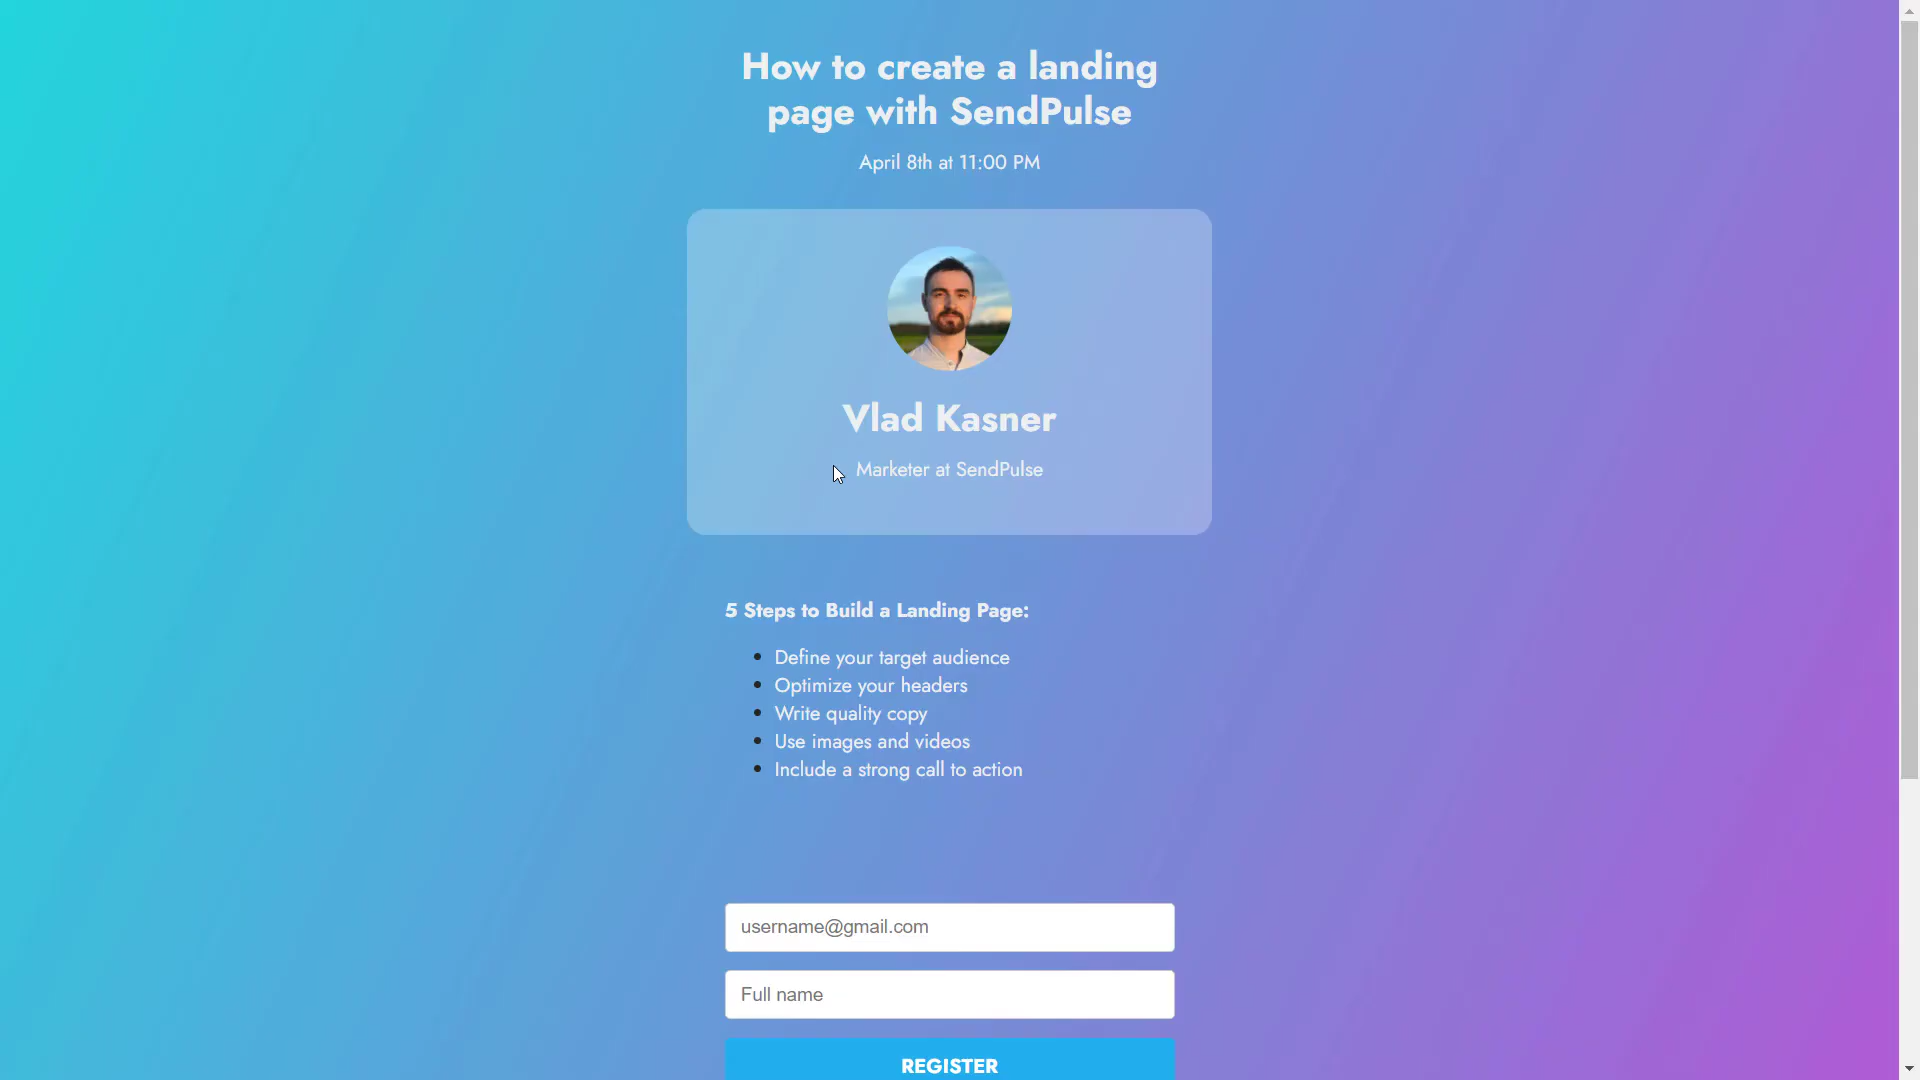 How to create a landing
page with SendPulse
April 8th at 11:00 PM
Vlad Kasner
Marketer at SendPulse
5 Steps to Build a Landing Page:
Define your target audience
Optimize your headers
Write quality copy
Use images and videos
Include a strong call to action
username@gmail.com
Full name
REGISTER